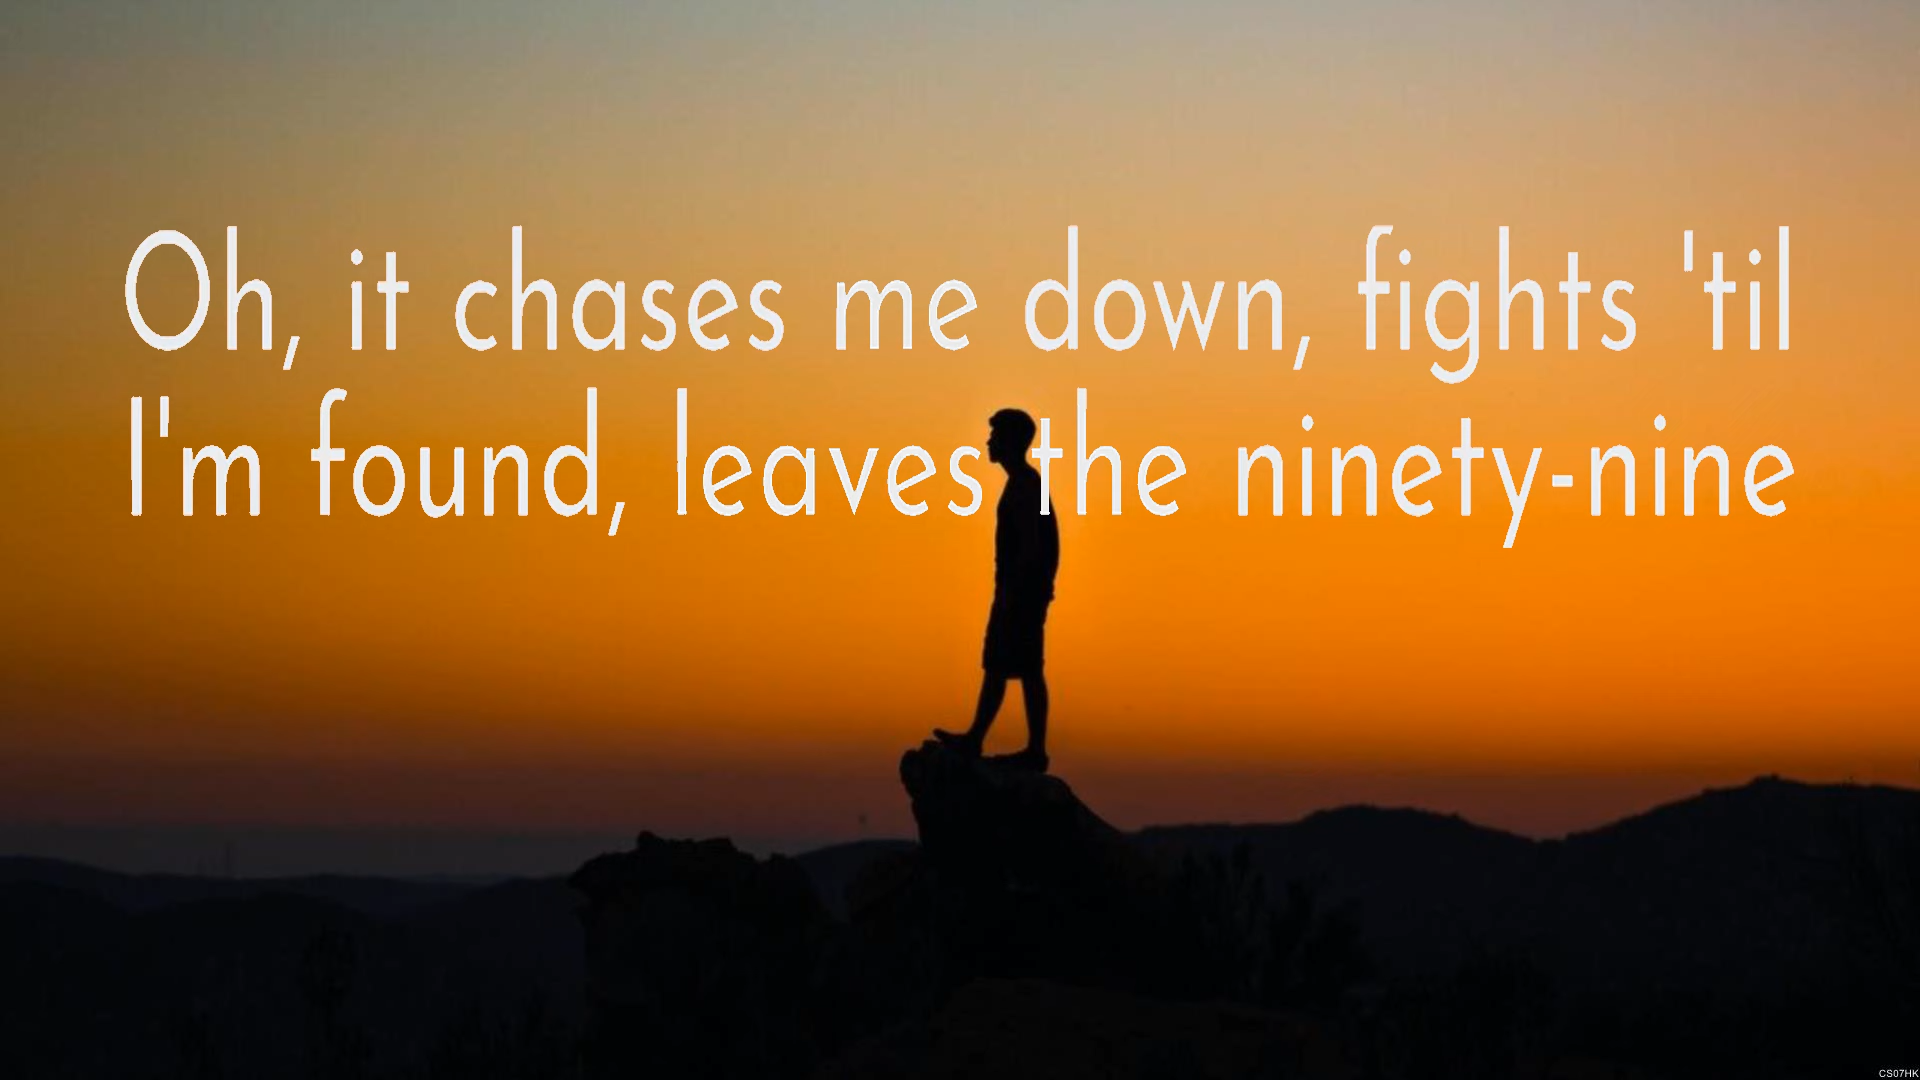 Oh, it chases me down, fights 'til
I'm found, leaves the ninety-nine
CS07HK